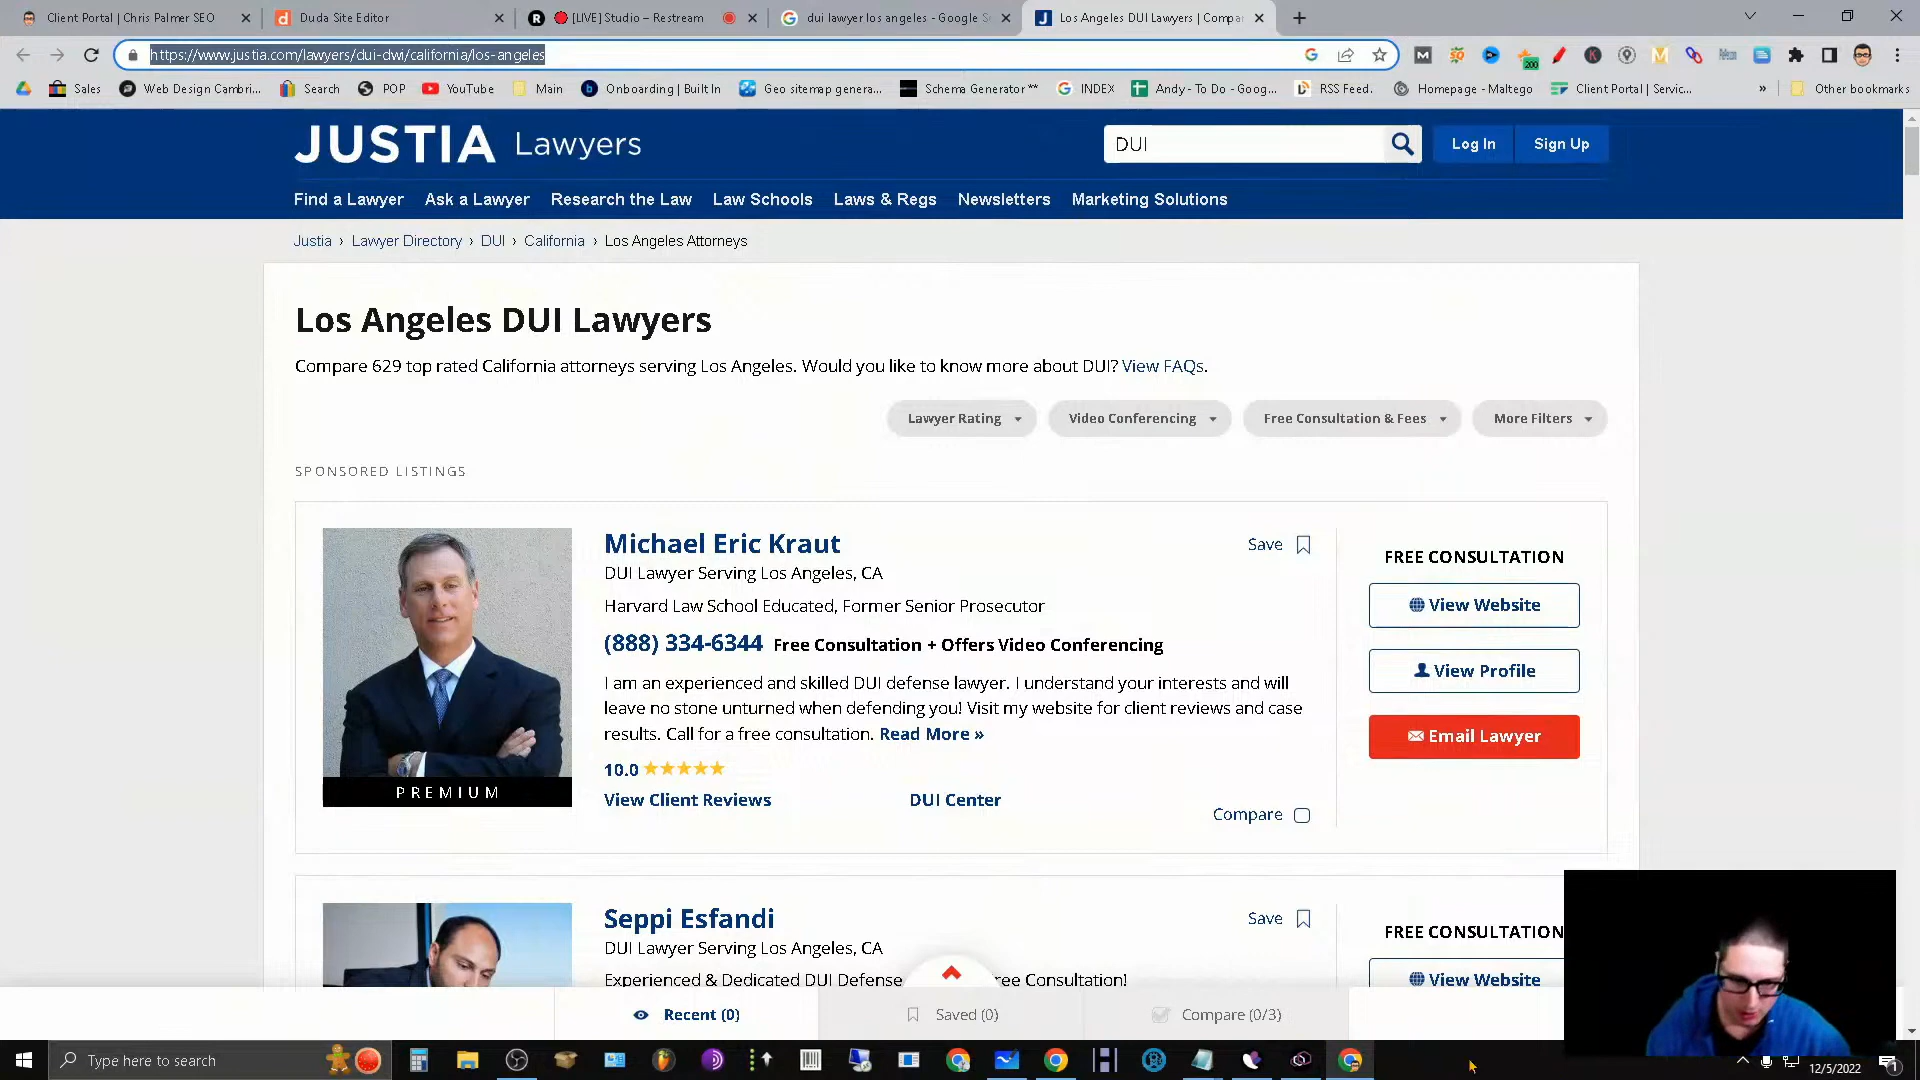 Client Portal | Chris Palmer SEO
Duda Site Editor
[LIVE] Studio – Restream
dui lawyer los angeles - Google S
Los Angeles DUI Lawyers | Compar
https://www.justia.com/lawyers/dui-dwi/california/los-angeles
200
Sales
Web Design Cambri...
Search
POP
YouTube
Main
Onboarding | Built In
Geo sitemap genera...
Schema Generator **
INDEX
Andy - To Do - Goog...
RSS Feed.
Homepage - Maltego
Client Portal | Servic...
»
Other bookmarks
JUSTIA Lawyers
DUI
Log In
Sign Up
Find a Lawyer
Ask a Lawyer
Research the Law
Law Schools
Laws & Regs
Newsletters
Marketing Solutions
Justia › Lawyer Directory › DUI › California › Los Angeles Attorneys
Los Angeles DUI Lawyers
Compare 629 top rated California attorneys serving Los Angeles. Would you like to know more about DUI? View FAQs.
Lawyer Rating
Video Conferencing
Free Consultation & Fees
More Filters
SPONSORED LISTINGS
Michael Eric Kraut
Save
DUI Lawyer Serving Los Angeles, CA
Harvard Law School Educated, Former Senior Prosecutor
(888) 334-6344 Free Consultation + Offers Video Conferencing
I am an experienced and skilled DUI defense lawyer. I understand your interests and will
leave no stone unturned when defending you! Visit my website for client reviews and case
results. Call for a free consultation. Read More »
10.0
View Client Reviews
DUI Center
Compare
PREMIUM
FREE CONSULTATION
View Website
View Profile
Email Lawyer
Seppi Esfandi
Save
DUI Lawyer Serving Los Angeles, CA
Experienced & Dedicated DUI Defense
ree Consultation!
FREE CONSULTATION
View Website
Recent (0)
Saved (0)
Compare (0/3)
Type here to search
12/5/2022
1